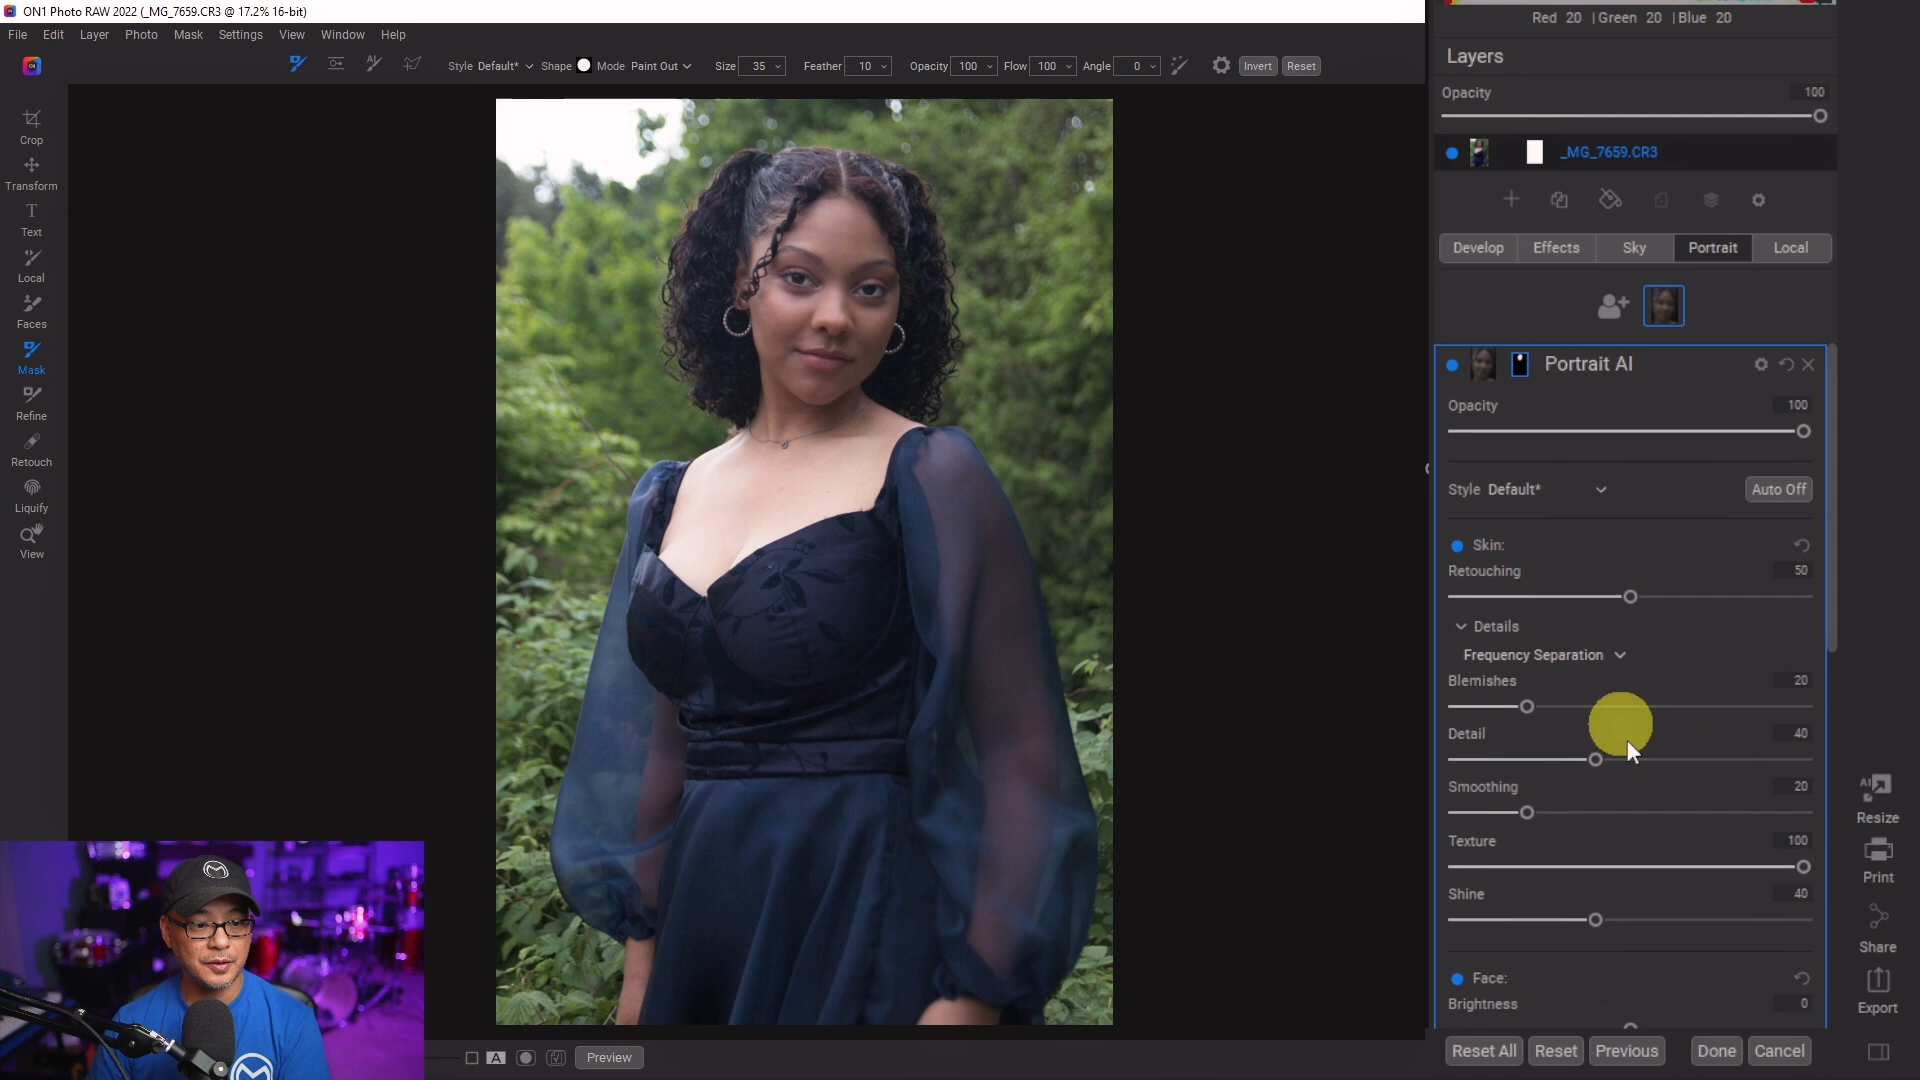 ON1 Photo RAW 2022 (_MG_7659.CR3 @ 17.2% 16-bit)
File Edit Layer Photo Mask Settings View Window Help
Style Default* Shape Mode Paint Out Size 35 Feather 10 Opacity 100 Flow 100 Angle 0 Invert Reset
Crop
Transform
Text
Local
Faces
Mask
Refine
Retouch
Liquify
View
Preview
Red 20 | Green 20 | Blue 20
Layers
Opacity 100
_MG_7659.CR3
Develop Effects Sky Portrait Local
Portrait AI
Opacity 100
Style Default* Auto Off
Skin:
Retouching 50
Details
Frequency Separation
Blemishes 20
Detail 40
Smoothing 20
Texture 100
Shine 40
Face:
Brightness 0
Reset All Reset Previous Done Cancel
AI
Resize
Print
Share
Export
A